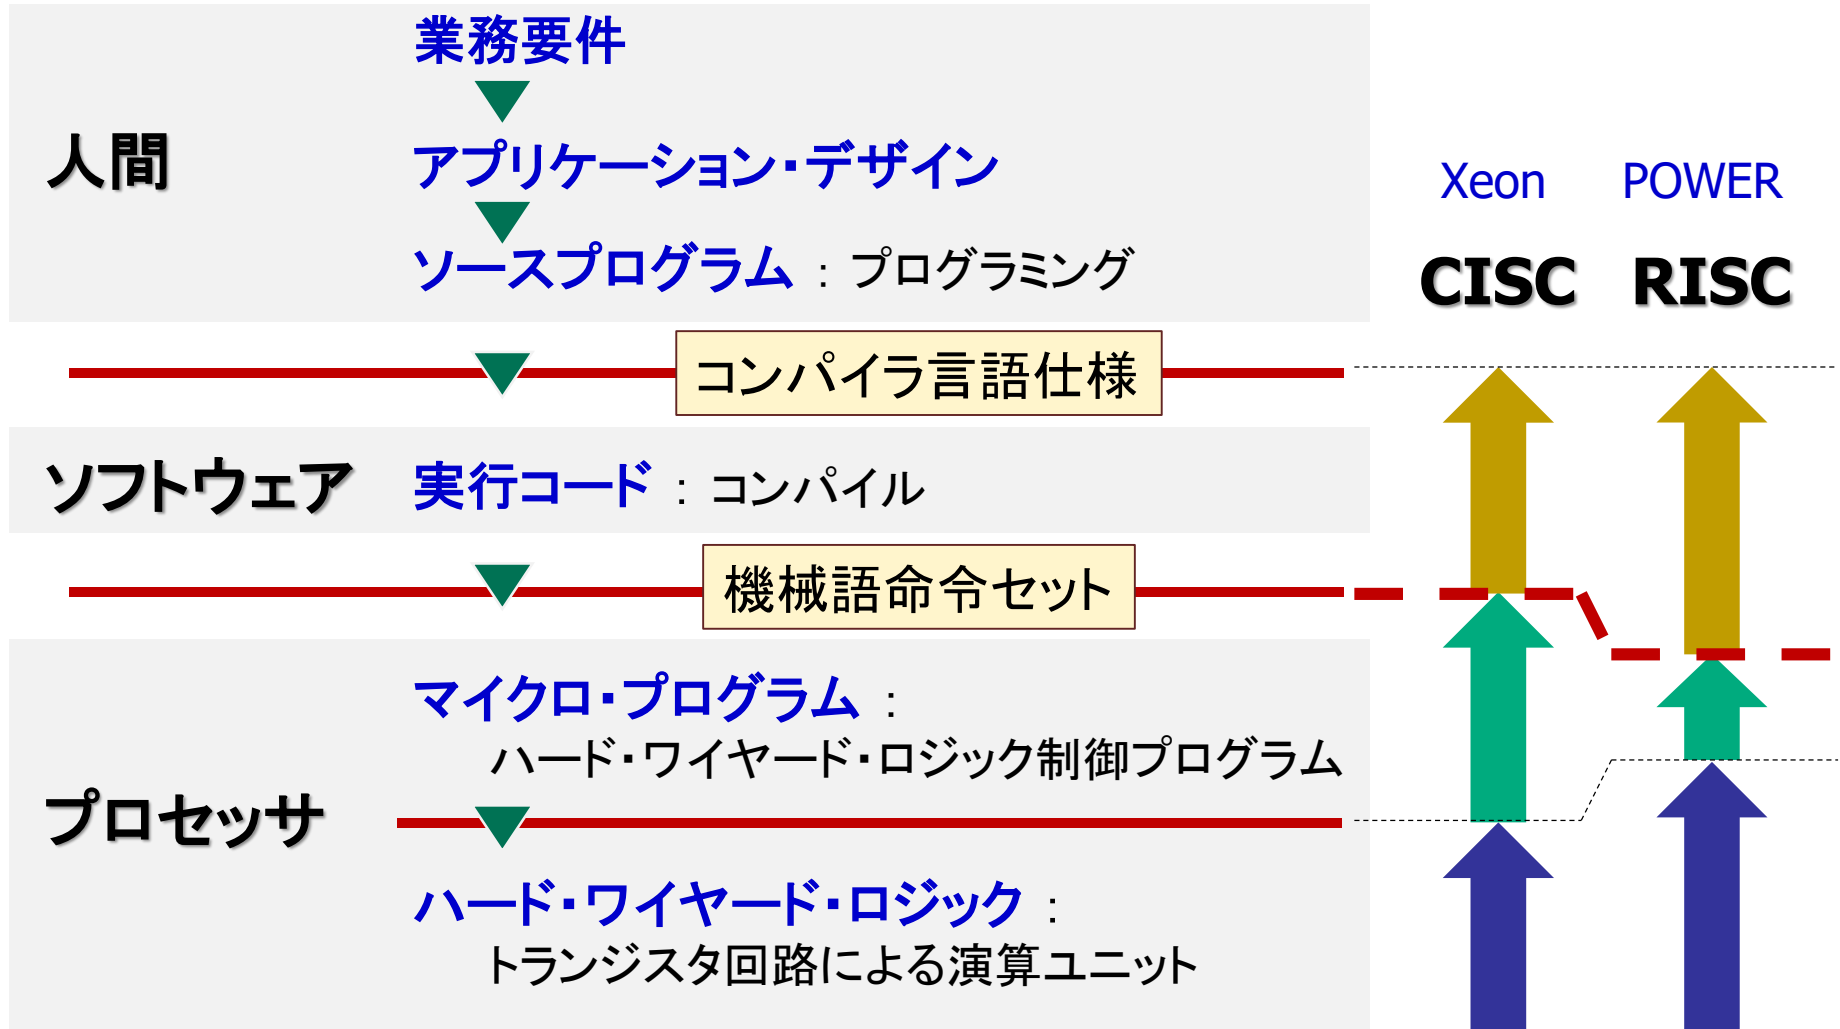 業務要件
人間
アプリケーション・デザイン
ソースプログラム : プログラミング
Xeon POWER
CISC RISC
コンパイラ言語仕様
ソフトウェア 実行コード : コンパイル
機械語命令セット
マイクロ・プログラム :
ハード・ワイヤード・ロジック制御プログラム
プロセッサ
ハード・ワイヤード・ロジック :
トランジスタ回路による演算ユニット